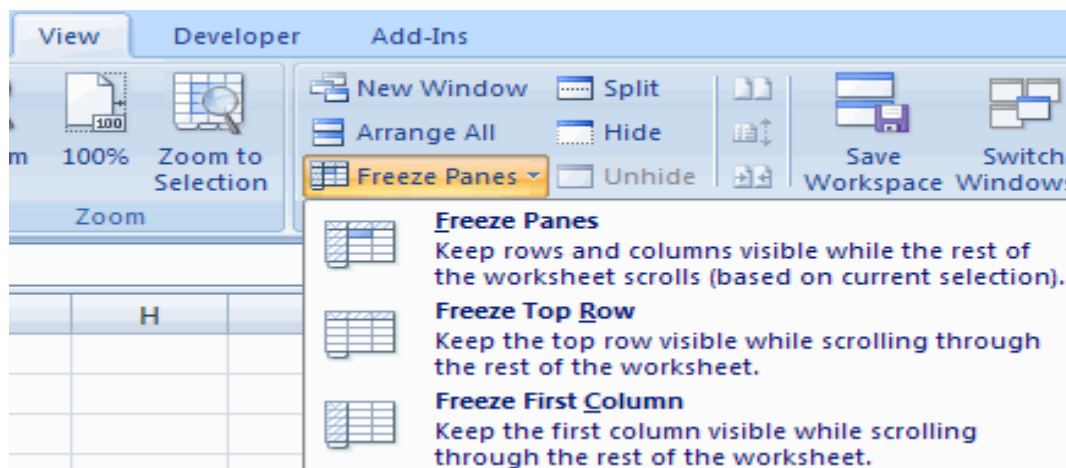 View Developer Add-Ins
New Window Split
100
Arrange All Hide
m 100% Zoom to Save Switch
Selection Freeze Panes Unhide Workspace Windows
Zoom
Freeze Panes
Keep rows and columns visible while the rest of
the worksheet scrolls (based on current selection).
H
Freeze Top Row
Keep the top row visible while scrolling through
the rest of the worksheet.
Freeze First Column
Keep the first column visible while scrolling
through the rest of the worksheet.